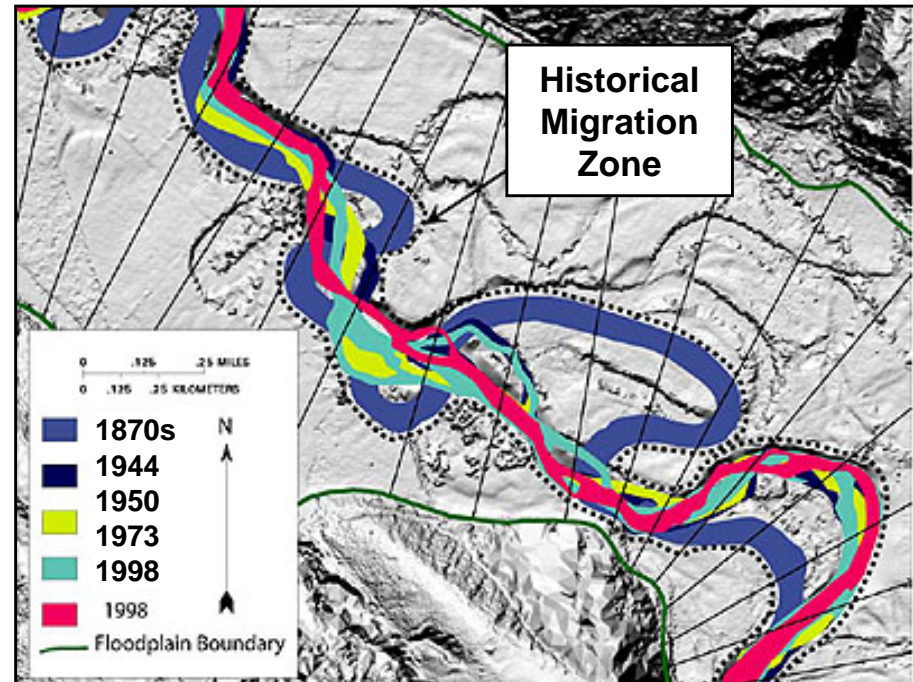 Historical
Migration
Zone
0 .125 .25 MILES
0 .125 .25 KILOMETERS
1870s
N
1944
1950
1973
1998
1998
Floodplain Boundary